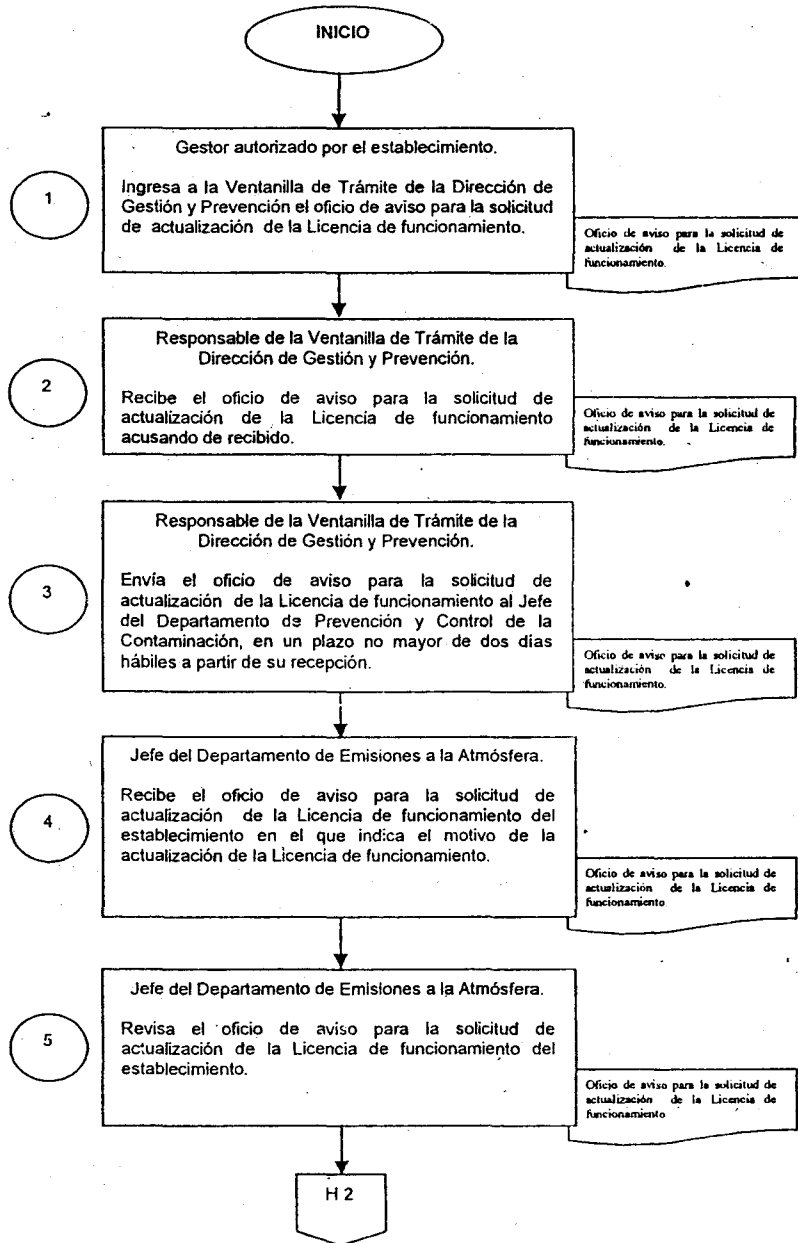 INICIO
1
Gestor autorizado por el establecimiento.
Ingresa a la Ventanilla de Trámite de la Dirección de
Gestión y Prevención el oficio de aviso para la solicitud
de actualización de la Licencia de funcionamiento.
Oficio de aviso para la solicitud de
actualización de la Licencia de
funcionamiento.
2
Responsable de la Ventanilla de Trámite de la
Dirección de Gestión y Prevención.
Recibe el oficio de aviso para la solicitud de
actualización de la Licencia de funcionamiento
acusando de recibido.
Oficio de aviso para la solicitud de
actualización de la Licencia de
funcionamiento.
3
Responsable de la Ventanilla de Trámite de la
Dirección de Gestión y Prevención.
Envía el oficio de aviso para la solicitud de
actualización de la Licencia de funcionamiento al Jefe
del Departamento de Prevención y Control de la
Contaminación, en un plazo no mayor de dos días
hábiles a partir de su recepción.
Oficio de aviso para la solicitud de
actualización de la Licencia de
funcionamiento.
4
Jefe del Departamento de Emisiones a la Atmósfera.
Recibe el oficio de aviso para la solicitud de
actualización de la Licencia de funcionamiento del
establecimiento en el que indica el motivo de la
actualización de la Licencia de funcionamiento.
Oficio de aviso para la solicitud de
actualización de la Licencia de
funcionamiento
5
Jefe del Departamento de Emisiones a la Atmósfera.
Revisa el oficio de aviso para la solicitud de
actualización de la Licencia de funcionamiento del
establecimiento.
Oficio de aviso para la solicitud de
actualización de la Licencia de
funcionamiento
H 2